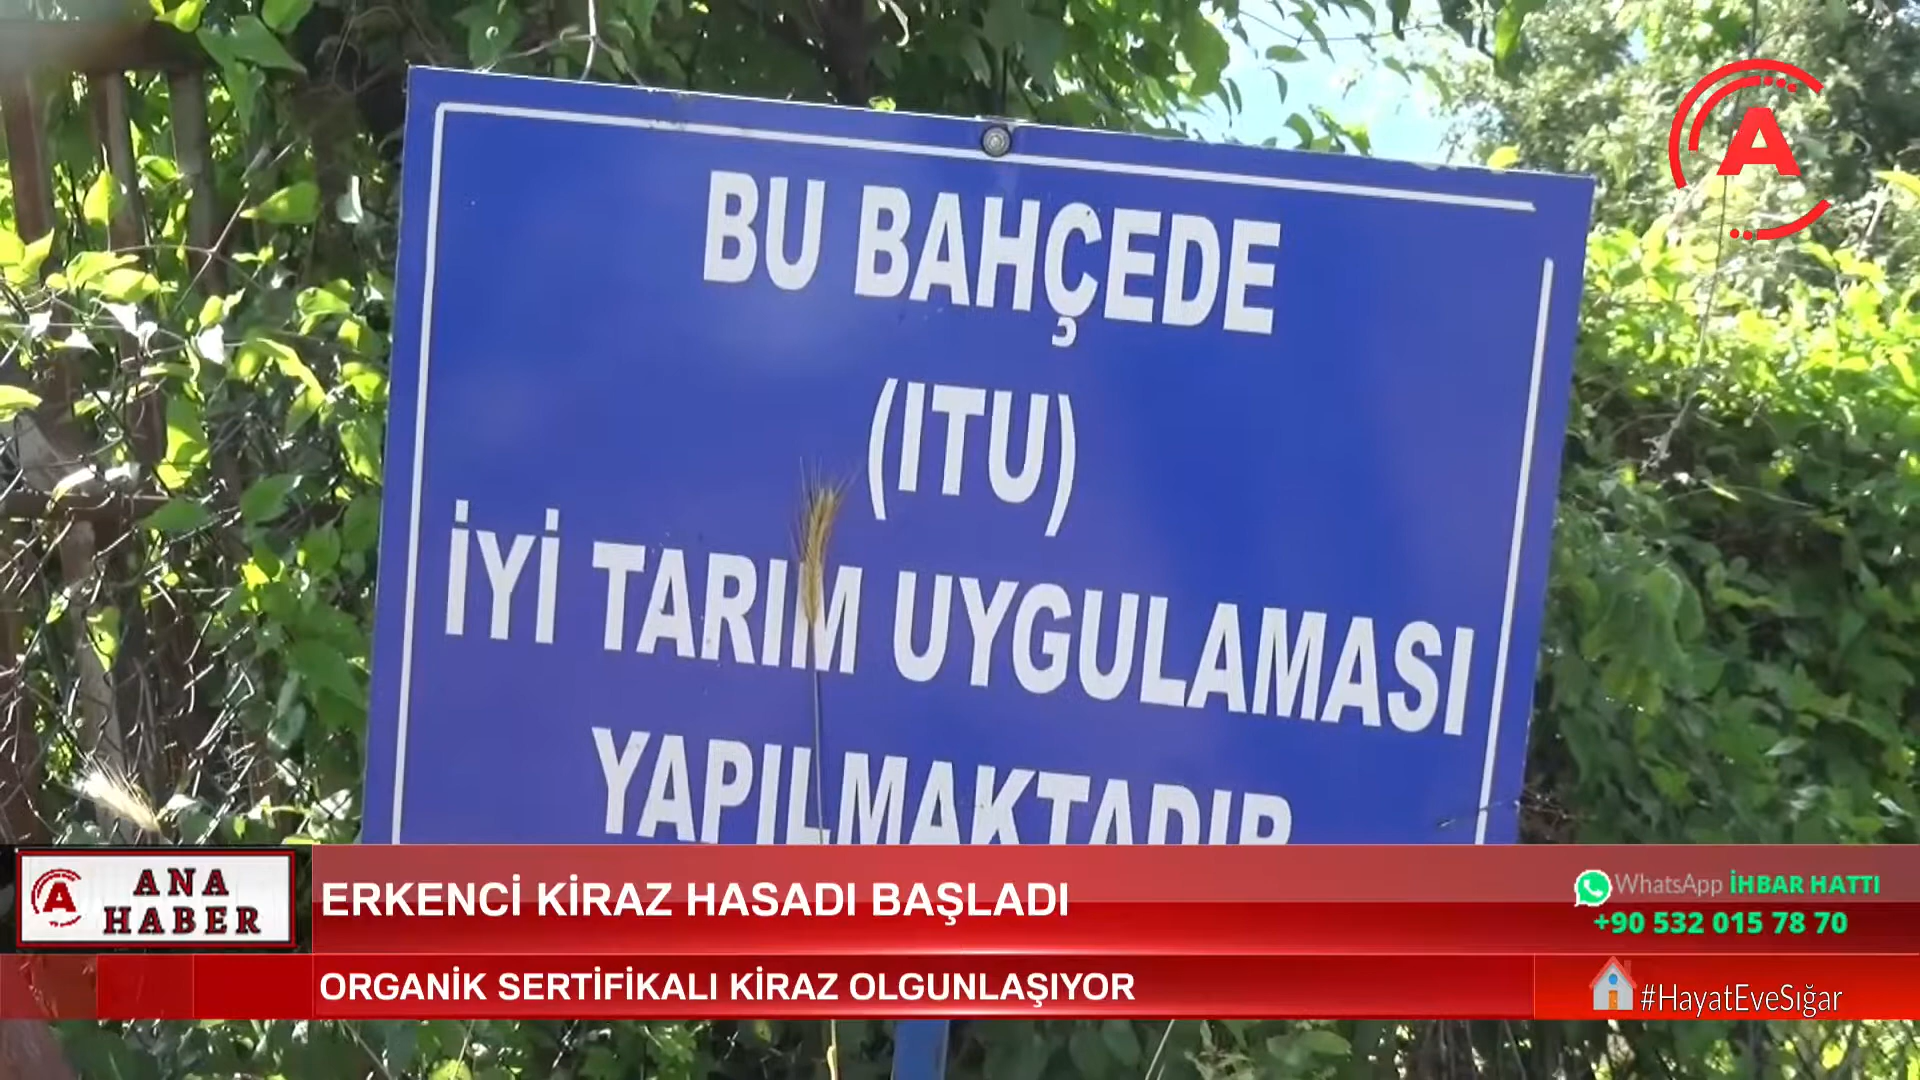 A
BU BAHÇEDE
(ITU)
İYİ TARIM UYGULAMASI
YAPILMAKTADIR
A
ANA
HABER
ERKENCİ KİRAZ HASADI BAŞLADI
WhatsApp İHBAR HATTI
+90 532 015 78 70
ORGANİK SERTİFİKALI KİRAZ OLGUNLAŞIYOR
#HayatEveSığar